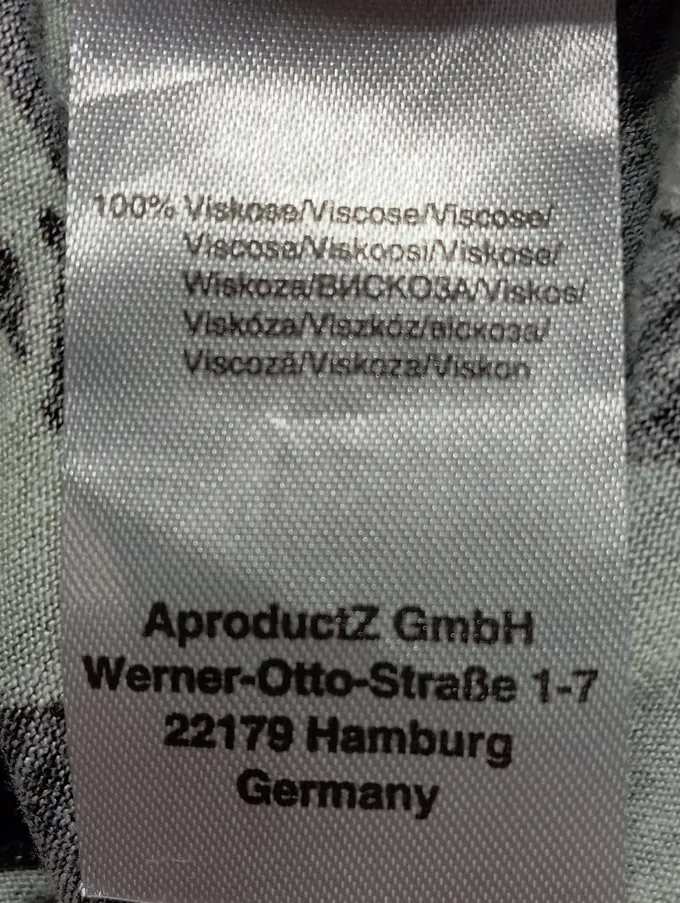 100% Viskose/Viscose/Viscose/
Viscosa/Viskoosi/Viskose/
Wiskoza/ВИСКОЗА/Viskos/
Viskóza/Viszkóz/віскоза/
Viscoză/Viskoza/Viskon
AproductZ GmbH
Werner-Otto-Straße 1-7
22179 Hamburg
Germany